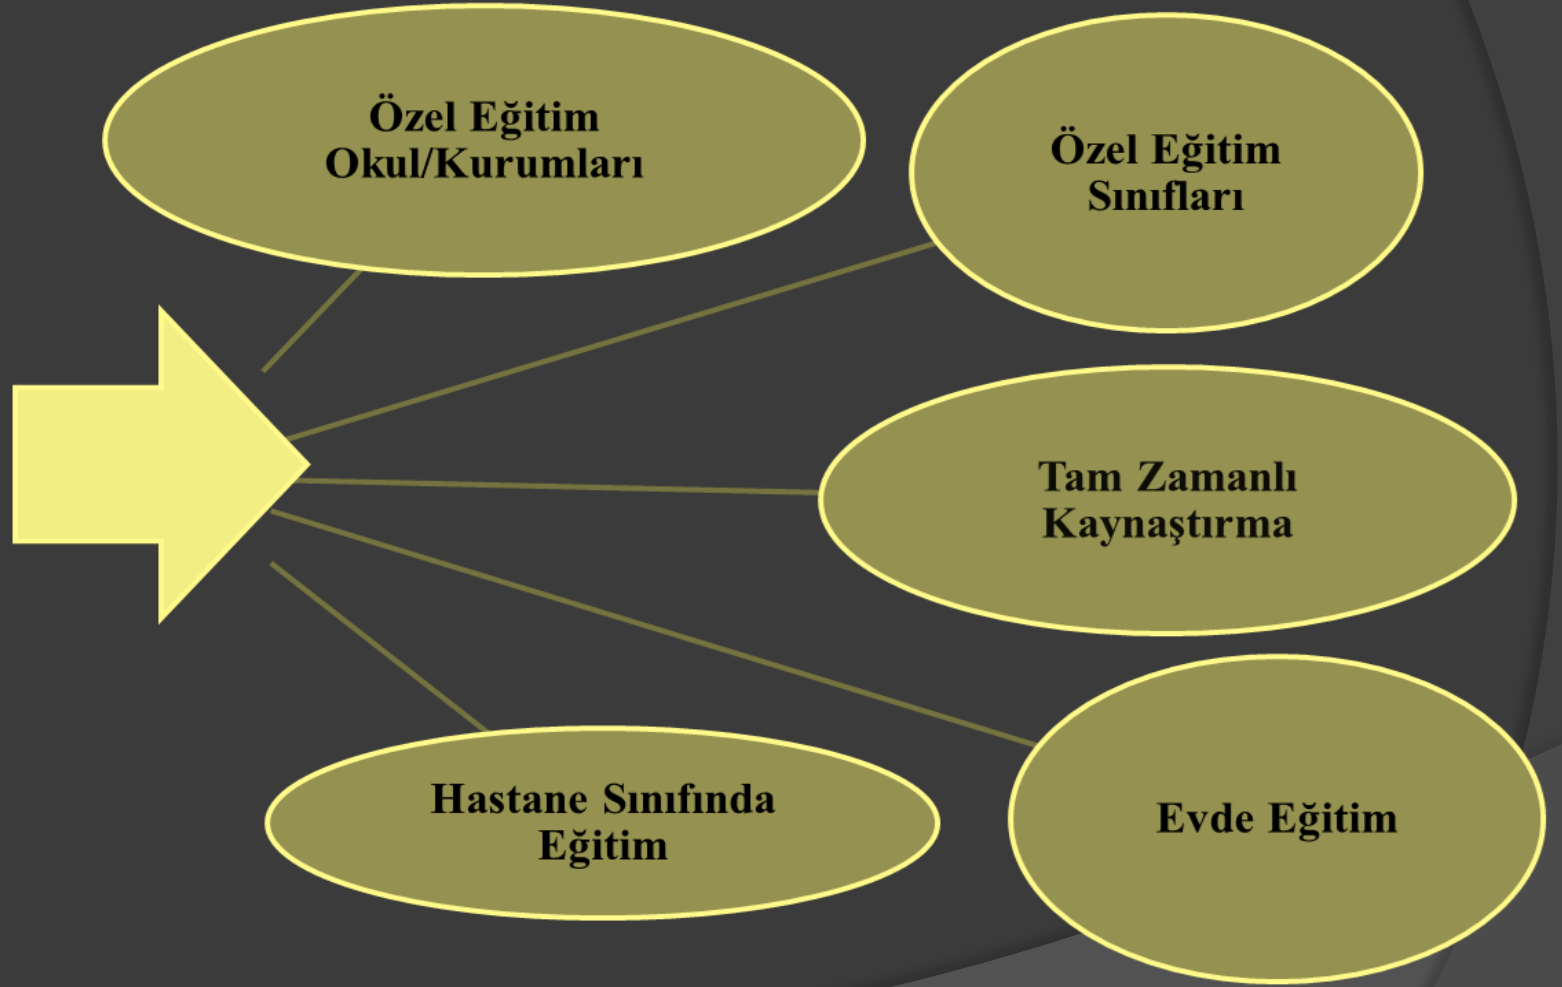 Özel Eğitim
Okul/Kurumları
Özel Eğitim
Sınıfları
Tam Zamanlı
Kaynaştırma
Hastane Sınıfında
Eğitim
Evde Eğitim